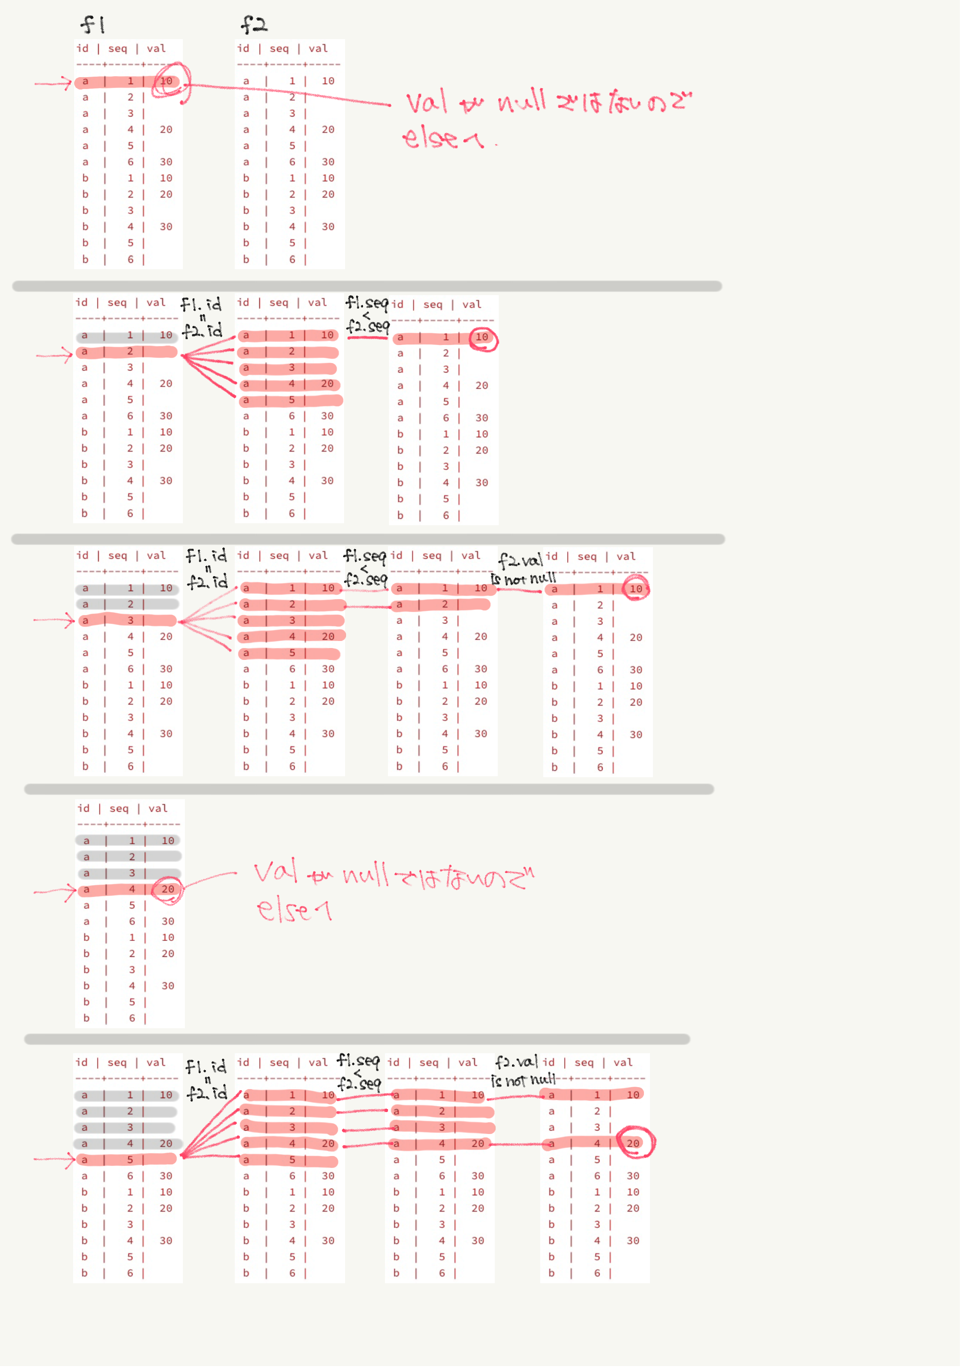 f1 f2
id | seq | val id | seq | val
----+-----+----- ----+-----+-----
a | 1 | 10 a | 1 | 10
a | 2 | a | 2 |
a | 3 | a | 3 |
a | 4 | 20 a | 4 | 20
a | 5 | a | 5 |
a | 6 | 30 a | 6 | 30
b | 1 | 10 b | 1 | 10
b | 2 | 20 b | 2 | 20
b | 3 | b | 3 |
b | 4 | 30 b | 4 | 30
b | 5 | b | 5 |
b | 6 | b | 6 |
val が null ではないので
elseへ.
f1.id
=
f2.id
f1.seq
<
f2.seq
id | seq | val id | seq | val id | seq | val
----+-----+----- ----+-----+----- ----+-----+-----
a | 1 | 10 a | 1 | 10 a | 1 | 10
a | 2 | a | 2 | a | 2 |
a | 3 | a | 3 | a | 3 |
a | 4 | 20 a | 4 | 20 a | 4 | 20
a | 5 | a | 5 | a | 5 |
a | 6 | 30 a | 6 | 30 a | 6 | 30
b | 1 | 10 b | 1 | 10 b | 1 | 10
b | 2 | 20 b | 2 | 20 b | 2 | 20
b | 3 | b | 3 | b | 3 |
b | 4 | 30 b | 4 | 30 b | 4 | 30
b | 5 | b | 5 | b | 5 |
b | 6 | b | 6 | b | 6 |
f1.id
=
f2.id
f1.seq
<
f2.seq
f2.val
is not null
id | seq | val id | seq | val id | seq | val id | seq | val
----+-----+----- ----+-----+----- ----+-----+----- ----+-----+-----
a | 1 | 10 a | 1 | 10 a | 1 | 10 a | 1 | 10
a | 2 | a | 2 | a | 2 | a | 2 |
a | 3 | a | 3 | a | 3 | a | 3 |
a | 4 | 20 a | 4 | 20 a | 4 | 20 a | 4 | 20
a | 5 | a | 5 | a | 5 | a | 5 |
a | 6 | 30 a | 6 | 30 a | 6 | 30 a | 6 | 30
b | 1 | 10 b | 1 | 10 b | 1 | 10 b | 1 | 10
b | 2 | 20 b | 2 | 20 b | 2 | 20 b | 2 | 20
b | 3 | b | 3 | b | 3 | b | 3 |
b | 4 | 30 b | 4 | 30 b | 4 | 30 b | 4 | 30
b | 5 | b | 5 | b | 5 | b | 5 |
b | 6 | b | 6 | b | 6 | b | 6 |
id | seq | val
----+-----+-----
a | 1 | 10
a | 2 |
a | 3 |
a | 4 | 20
a | 5 |
a | 6 | 30
b | 1 | 10
b | 2 | 20
b | 3 |
b | 4 | 30
b | 5 |
b | 6 |
val が null ではないので
elseへ
f1.id
=
f2.id
f1.seq
<
f2.seq
f2.val
is not null
id | seq | val id | seq | val id | seq | val id | seq | val
----+-----+----- ----+-----+----- ----+-----+----- ----+-----+-----
a | 1 | 10 a | 1 | 10 a | 1 | 10 a | 1 | 10
a | 2 | a | 2 | a | 2 | a | 2 |
a | 3 | a | 3 | a | 3 | a | 3 |
a | 4 | 20 a | 4 | 20 a | 4 | 20 a | 4 | 20
a | 5 | a | 5 | a | 5 | a | 5 |
a | 6 | 30 a | 6 | 30 a | 6 | 30 a | 6 | 30
b | 1 | 10 b | 1 | 10 b | 1 | 10 b | 1 | 10
b | 2 | 20 b | 2 | 20 b | 2 | 20 b | 2 | 20
b | 3 | b | 3 | b | 3 | b | 3 |
b | 4 | 30 b | 4 | 30 b | 4 | 30 b | 4 | 30
b | 5 | b | 5 | b | 5 | b | 5 |
b | 6 | b | 6 | b | 6 | b | 6 |